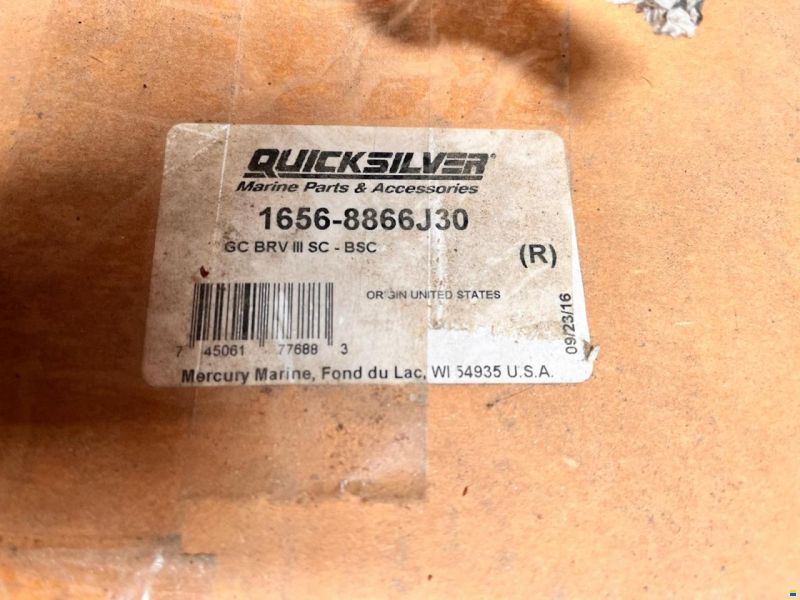 QUICKSILVER®
Marine Parts & Accessories
1656-8866J30
GC BRV III SC - BSC
(R)
ORIGIN UNITED STATES
7 45061 77688 3
09/23/16
Mercury Marine, Fond du Lac, WI 54935 U.S.A.